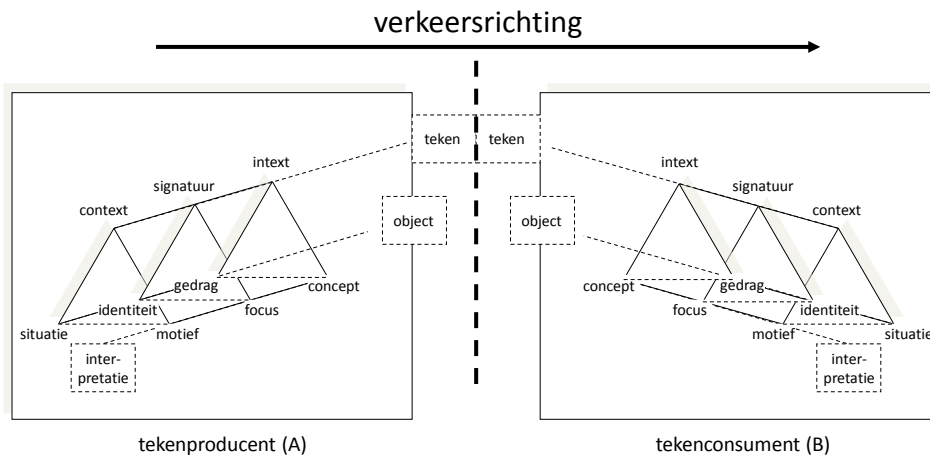 verkeersrichting
teken
teken
intext
signatuur
context
object
gedrag
concept
identiteit
focus
situatie
motief
inter-
pretatie
tekenproducent (A)
intext
signatuur
context
object
concept
gedrag
focus
identiteit
motief
situatie
inter-
pretatie
tekenconsument (B)